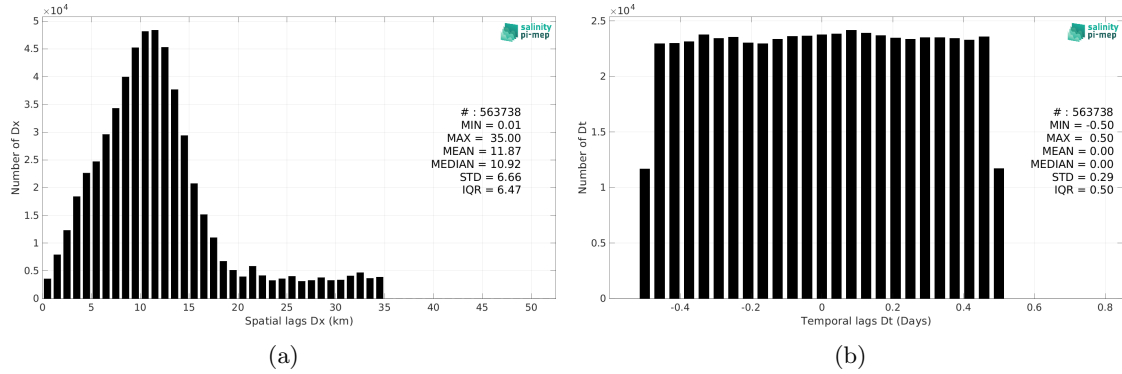 ×10⁴
5
4.5
4
3.5
3
2.5
2
1.5
1
0.5
0
Number of Dx
0 5 10 15 20 25 30 35 40 45 50
Spatial lags Dx (km)
salinity
pi-mep
# : 563738
MIN = 0.01
MAX = 35.00
MEAN = 11.87
MEDIAN = 10.92
STD = 6.66
IQR = 6.47
(a)
×10⁴
2.5
2
1.5
1
0.5
0
Number of Dt
-0.4 -0.2 0 0.2 0.4 0.6 0.8
Temporal lags Dt (Days)
salinity
pi-mep
# : 563738
MIN = -0.50
MAX = 0.50
MEAN = 0.00
MEDIAN = 0.00
STD = 0.29
IQR = 0.50
(b)